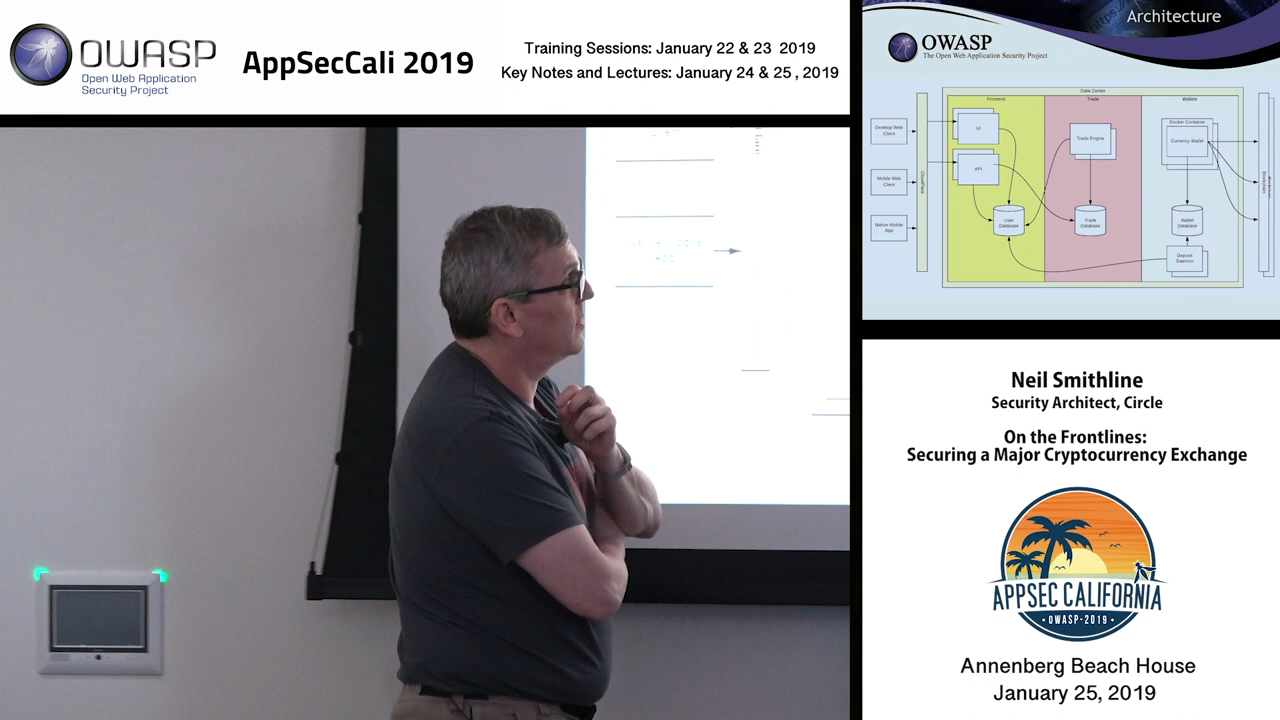 OWASP
Open Web Application
Security Project
AppSecCali 2019
Training Sessions: January 22 & 23 2019
Key Notes and Lectures: January 24 & 25 , 2019
Architecture
OWASP
The Open Web Application Security Project
Data Center
Frontend
Trade
Wallets
Desktop Web
Client
Mobile Web
Client
Native Mobile
App
CloudFlare
UI
API
User
Database
Trade Engine
Trade
Database
Docker Container
Currency Wallet
Wallet
Database
Deposit
Daemon
Neil Smithline
Security Architect, Circle
On the Frontlines:
Securing a Major Cryptocurrency Exchange
APPSEC CALIFORNIA
• OWASP-2019 •
Annenberg Beach House
January 25, 2019